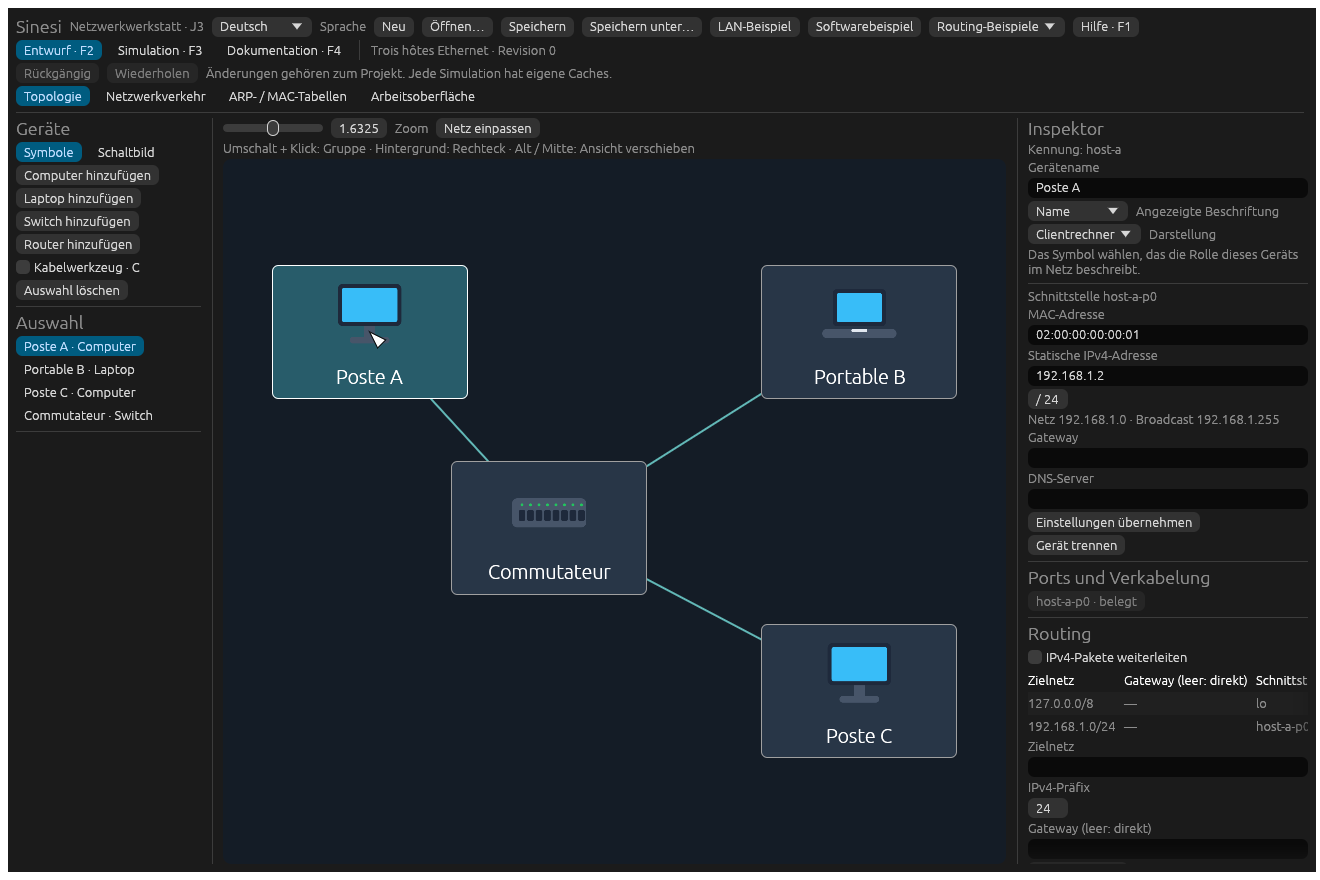 Sinesi Netzwerkwerkstatt · J3 Deutsch Sprache Neu Öffnen... Speichern Speichern unter... LAN-Beispiel Softwarebeispiel Routing-Beispiele Hilfe · F1
Entwurf · F2 Simulation · F3 Dokumentation · F4 Trois hôtes Ethernet · Revision 0
Rückgängig Wiederholen Änderungen gehören zum Projekt. Jede Simulation hat eigene Caches.
Topologie Netzwerkverkehr ARP- / MAC-Tabellen Arbeitsoberfläche
Geräte
Symbole Schaltbild
Computer hinzufügen
Laptop hinzufügen
Switch hinzufügen
Router hinzufügen
Kabelwerkzeug · C
Auswahl löschen
Auswahl
Poste A · Computer
Portable B · Laptop
Poste C · Computer
Commutateur · Switch
1.6325 Zoom Netz einpassen
Umschalt + Klick: Gruppe · Hintergrund: Rechteck · Alt / Mitte: Ansicht verschieben
Poste A
Portable B
Commutateur
Poste C
Inspektor
Kennung: host-a
Gerätename
Poste A
Name Angezeigte Beschriftung
Clientrechner Darstellung
Das Symbol wählen, das die Rolle dieses Geräts
im Netz beschreibt.
Schnittstelle host-a-p0
MAC-Adresse
02:00:00:00:00:01
Statische IPv4-Adresse
192.168.1.2
/ 24
Netz 192.168.1.0 · Broadcast 192.168.1.255
Gateway
DNS-Server
Einstellungen übernehmen
Gerät trennen
Ports und Verkabelung
host-a-p0 · belegt
Routing
IPv4-Pakete weiterleiten
Zielnetz Gateway (leer: direkt) Schnittst
127.0.0.0/8 — lo
192.168.1.0/24 — host-a-p0
Zielnetz
IPv4-Präfix
24
Gateway (leer: direkt)